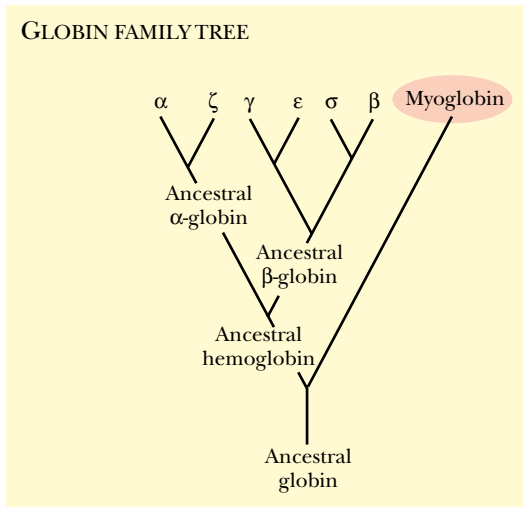 GLOBIN FAMILY TREE
α ζ γ ε σ β Myoglobin
Ancestral
α-globin
Ancestral
β-globin
Ancestral
hemoglobin
Ancestral
globin